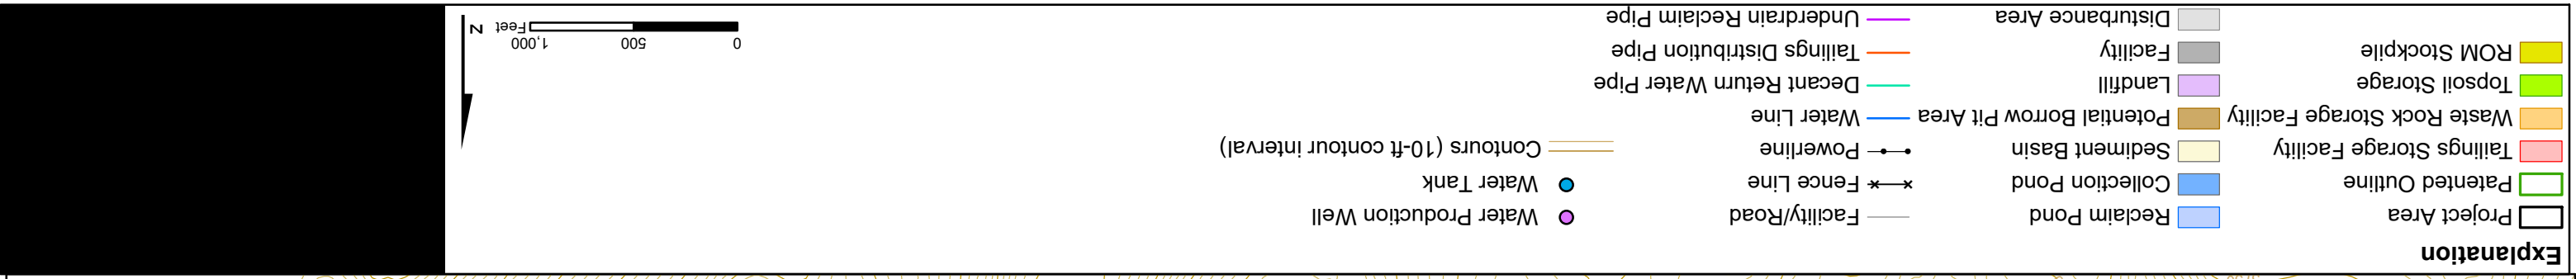 Explanation
Project Area
Patented Outline
Tailings Storage Facility
Waste Rock Storage Facility
Topsoil Storage
ROM Stockpile
Reclaim Pond
Collection Pond
Sediment Basin
Potential Borrow Pit Area
Landfill
Facility
Disturbance Area
Facility/Road
Fence Line
Powerline
Water Line
Decant Return Water Pipe
Tailings Distribution Pipe
Underdrain Reclaim Pipe
Water Production Well
Water Tank
Contours (10-ft contour interval)
0 500 1,000
Feet
N